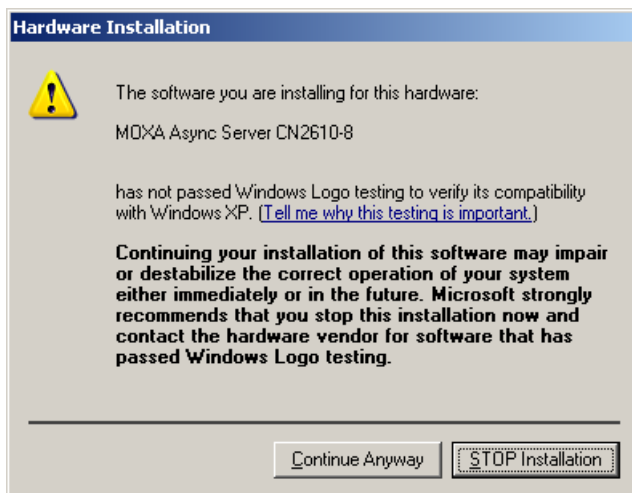 Hardware Installation
The software you are installing for this hardware:
MOXA Async Server CN2610-8
has not passed Windows Logo testing to verify its compatibility
with Windows XP. (Tell me why this testing is important.)
Continuing your installation of this software may impair
or destabilize the correct operation of your system
either immediately or in the future. Microsoft strongly
recommends that you stop this installation now and
contact the hardware vendor for software that has
passed Windows Logo testing.
Continue Anyway
STOP Installation